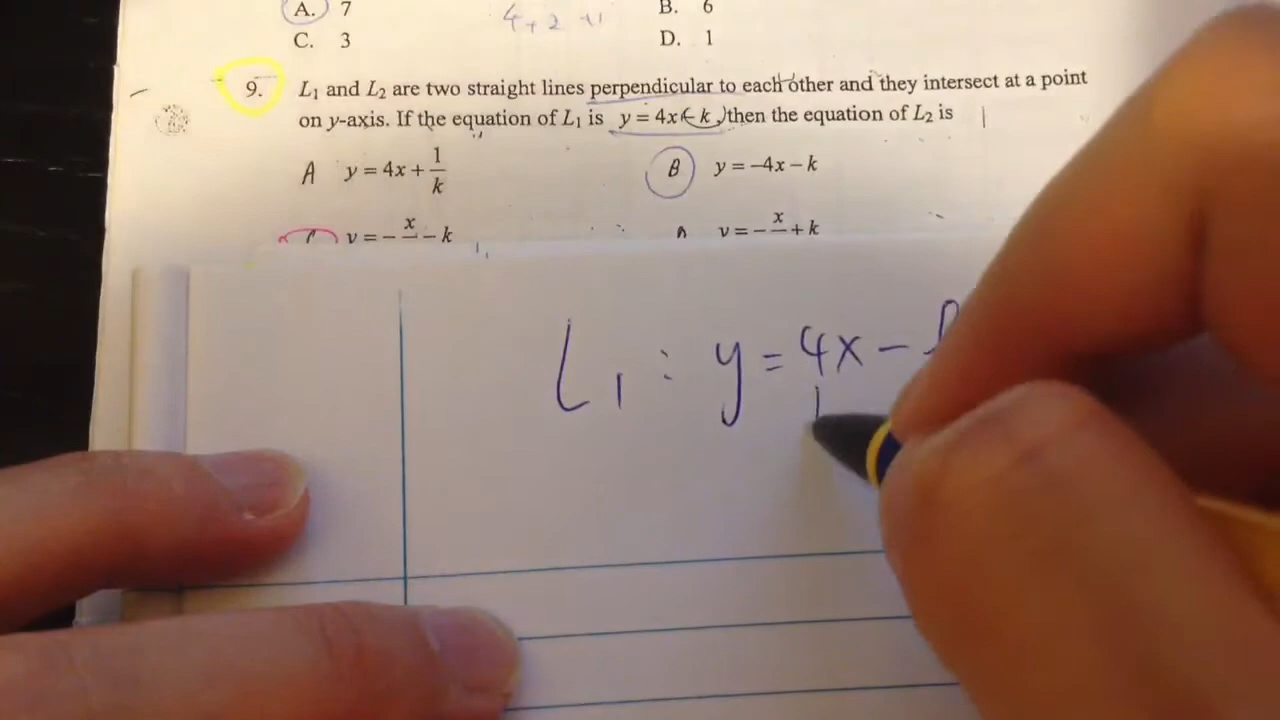 A. 7 B. 6
4+2
C. 3 D. 1
9. L₁ and L₂ are two straight lines perpendicular to each other and they intersect at a point
on y-axis. If the equation of L₁ is y = 4x - k, then the equation of L₂ is
A y = 4x + 1/k B y = -4x - k
y = - x - k y = - x + k
L₁ : y = 4x -